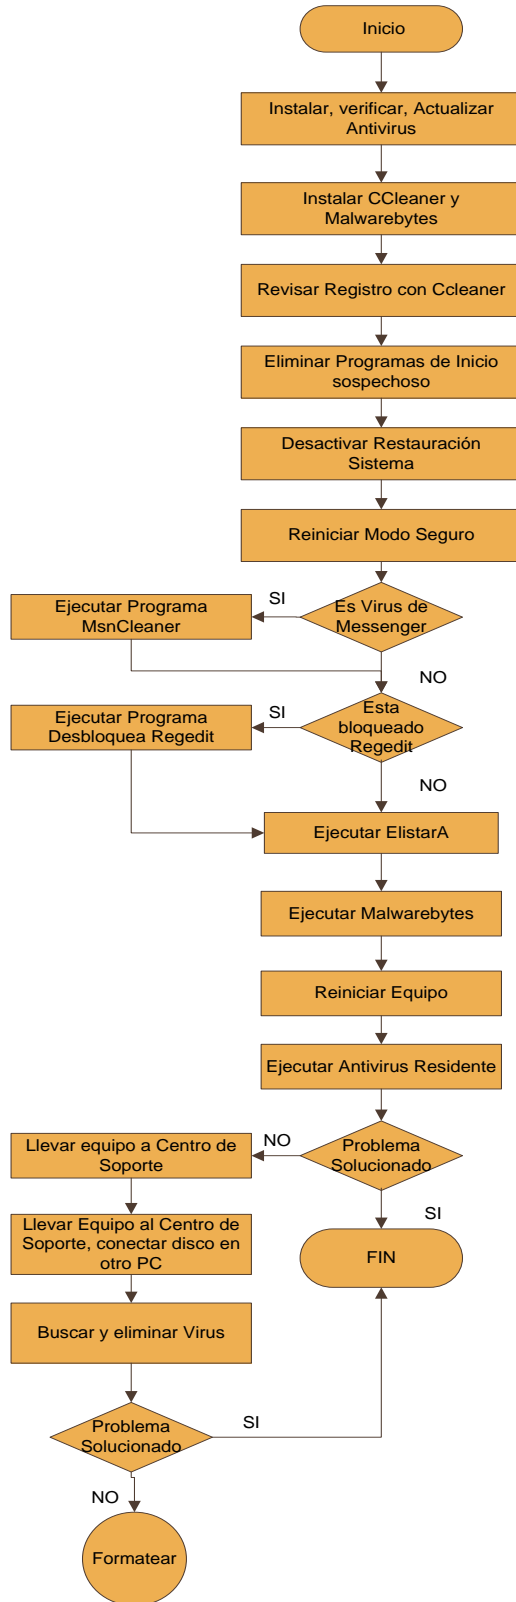 Inicio
Instalar, verificar, Actualizar
Antivirus
Instalar CCleaner y
Malwarebytes
Revisar Registro con Ccleaner
Eliminar Programas de Inicio
sospechoso
Desactivar Restauración
Sistema
Reiniciar Modo Seguro
Es Virus de
Messenger
SI
Ejecutar Programa
MsnCleaner
NO
Esta
bloqueado
Regedit
SI
Ejecutar Programa
Desbloquea Regedit
NO
Ejecutar ElistarA
Ejecutar Malwarebytes
Reiniciar Equipo
Ejecutar Antivirus Residente
Problema
Solucionado
NO
Llevar equipo a Centro de
Soporte
SI
FIN
Llevar Equipo al Centro de
Soporte, conectar disco en
otro PC
Buscar y eliminar Virus
Problema
Solucionado
SI
NO
Formatear